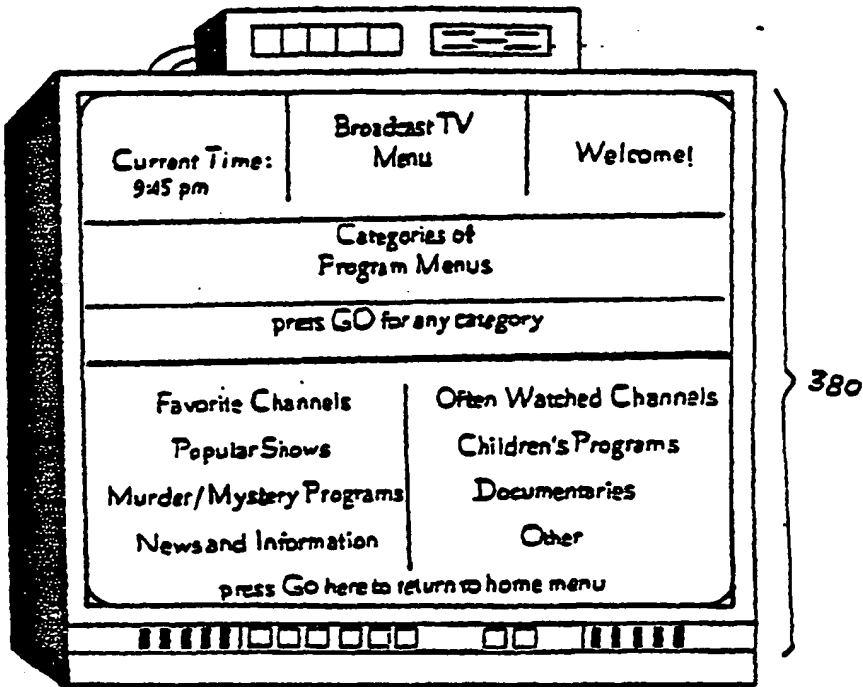 Broadcast TV
Menu
Current Time:
9:45 pm
Welcome!
Categories of
Program Menus
press GO for any category
Favorite Channels
Often Watched Channels
Popular Shows
Children's Programs
Murder/Mystery Programs
Documentaries
News and Information
Other
press Go here to return to home menu
380